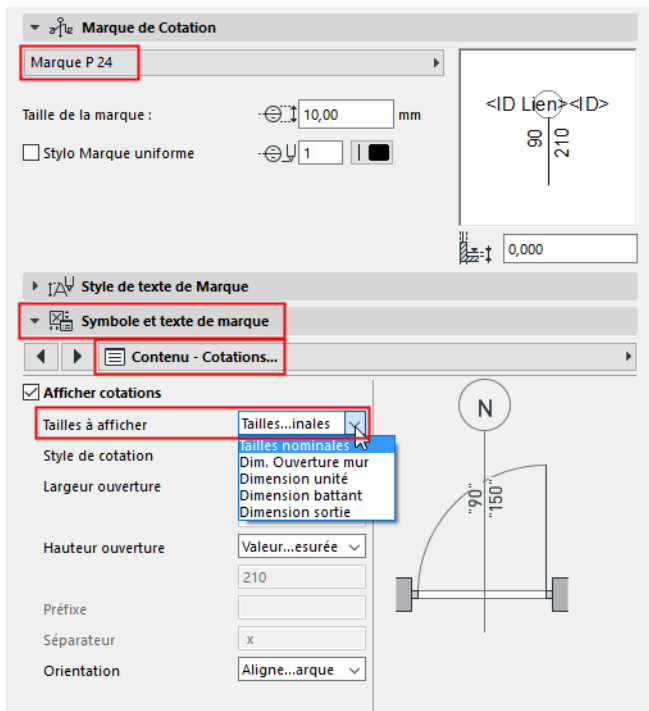 Marque de Cotation
Marque P 24
Taille de la marque :
10,00
mm
Stylo Marque uniforme
1
<ID Lien><ID>
90
210
0,000
Style de texte de Marque
Symbole et texte de marque
Contenu - Cotations...
Afficher cotations
Tailles à afficher
Tailles...inales
Tailles nominales
Dim. Ouverture mur
Dimension unité
Dimension battant
Dimension sortie
Style de cotation
Largeur ouverture
Hauteur ouverture
Valeur...esurée
210
Préfixe
Séparateur
x
Orientation
Aligne...arque
N
"90"
"150"